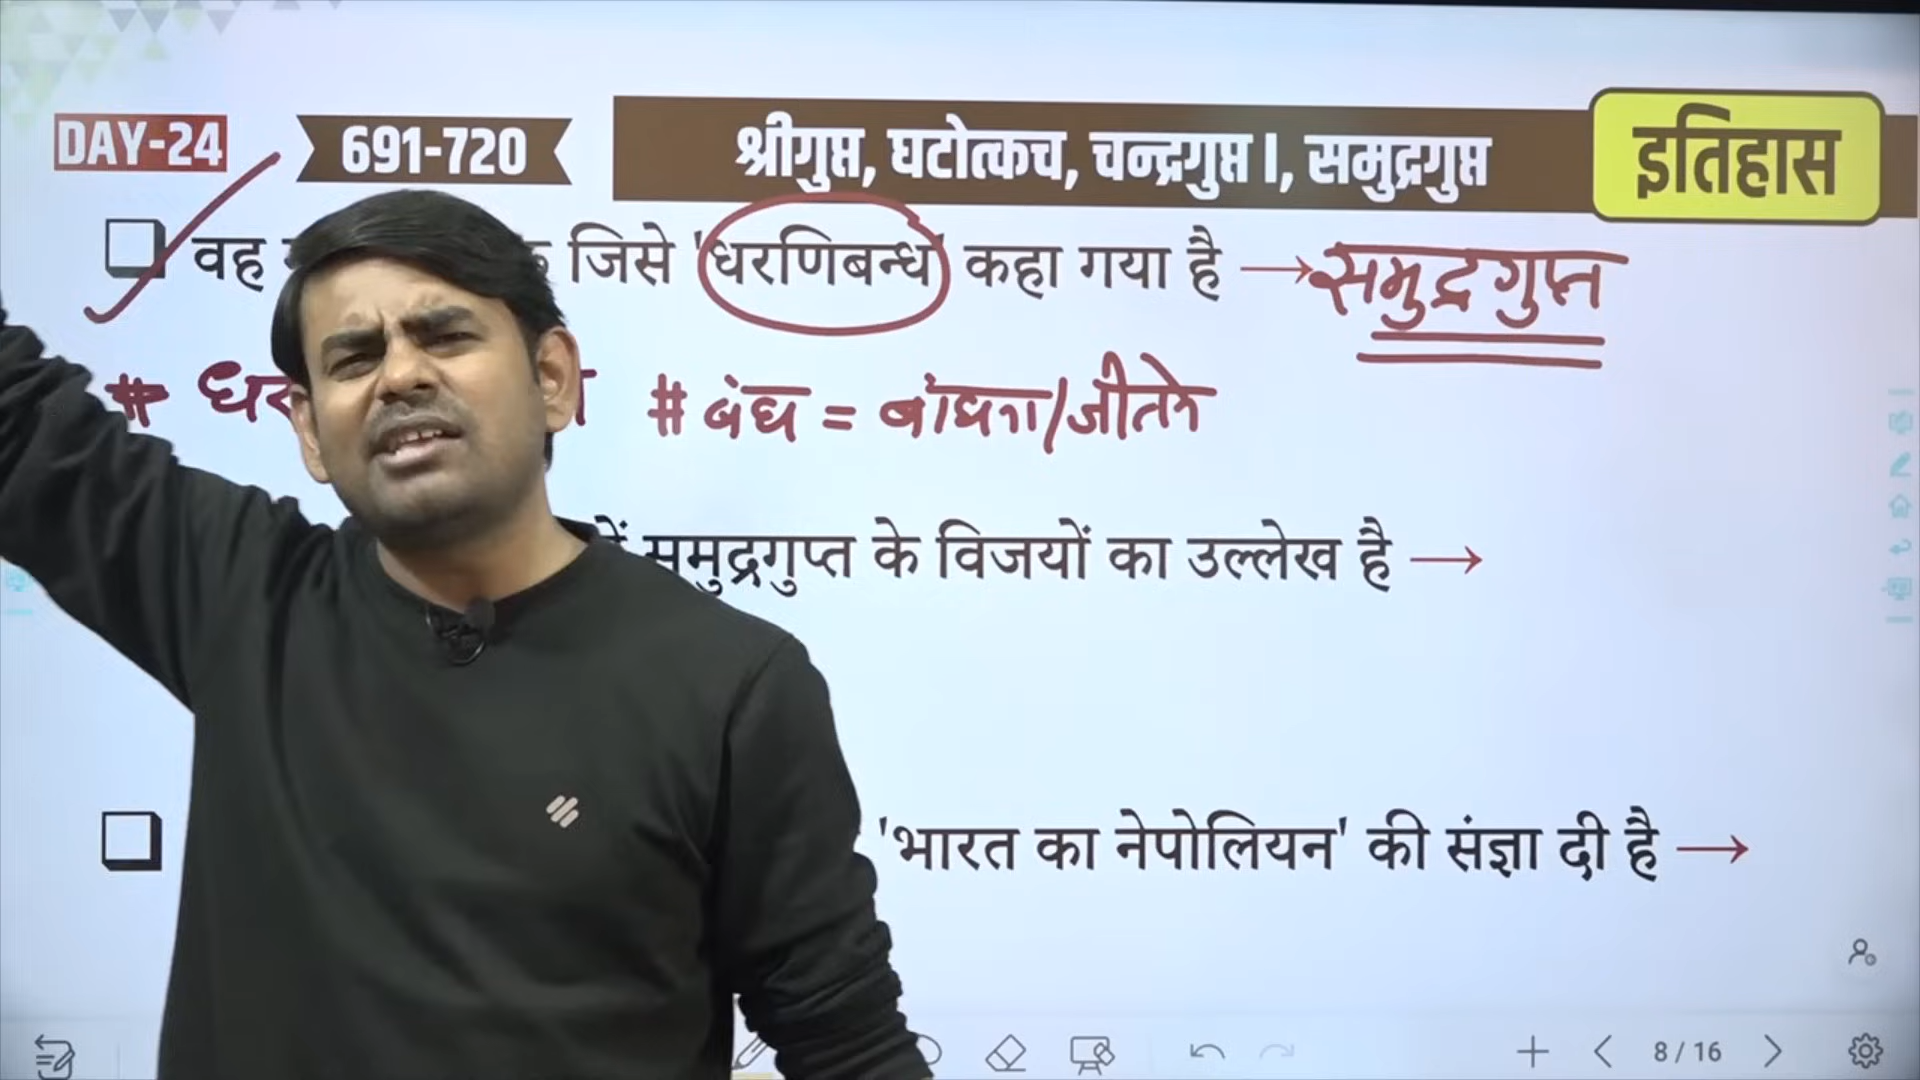 DAY-24 691-720 श्रीगुप्त, घटोत्कच, चन्द्रगुप्त I, समुद्रगुप्त इतिहास
वह जिसे 'धरणिबन्ध' कहा गया है → समुद्रगुप्त
# # बंध = बांधना/जीतने
समुद्रगुप्त के विजयों का उल्लेख है →
'भारत का नेपोलियन' की संज्ञा दी है →
8 / 16